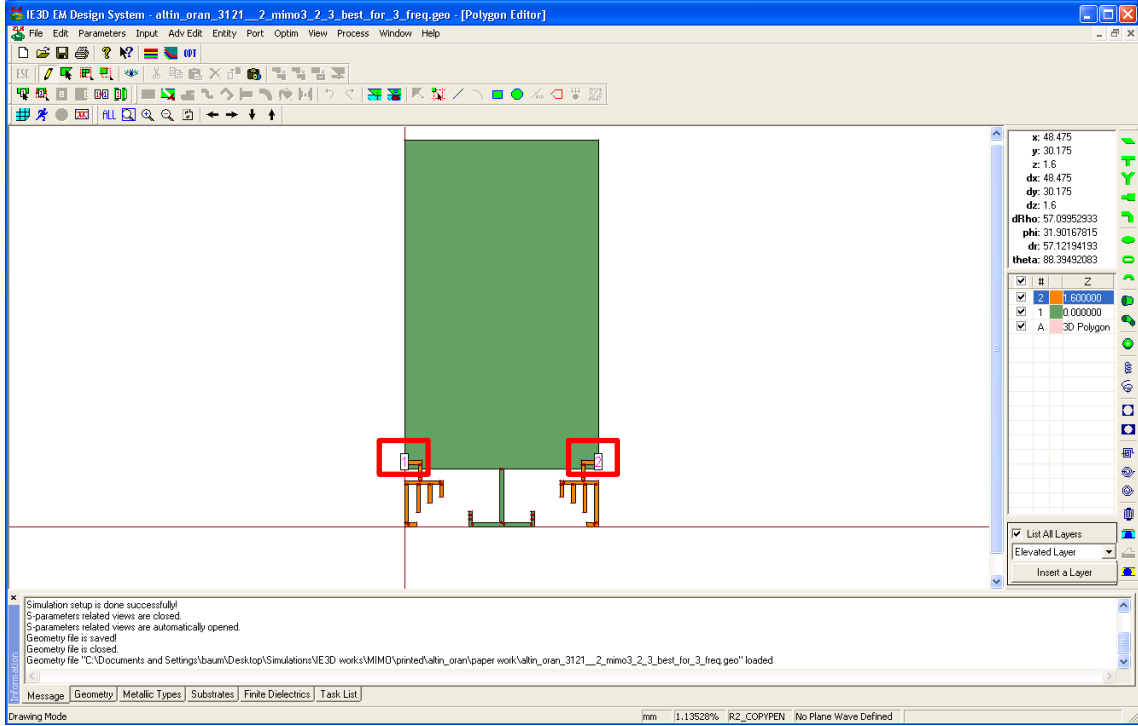 IE3D EM Design System - altin_oran_3121__2_mimo3_2_3_best_for_3_freq.geo - [Polygon Editor]
File Edit Parameters Input Adv Edit Entity Port Optim View Process Window Help
OPT
ESC
ALL
x: 48.475
y: 30.175
z: 1.6
dx: 48.475
dy: 30.175
dz: 1.6
dRho: 57.09952933
phi: 31.90167815
dr: 57.12194193
theta: 88.39492083
# Z
2 1.600000
1 0.000000
A 3D Polygon
1 2
List All Layers
Elevated Layer
Insert a Layer
Information
Simulation setup is done successfully!
S-parameters related views are closed.
S-parameters related views are automatically opened.
Geometry file is saved!
Geometry file is closed.
Geometry file "C:\Documents and Settings\baum\Desktop\Simulations\IE3D works\MIMO\printed\altin_oran\paper work\altin_oran_3121__2_mimo3_2_3_best_for_3_freq.geo" loaded
Message Geometry Metallic Types Substrates Finite Dielectrics Task List
Drawing Mode mm 1.13528% R2_COPYPEN No Plane Wave Defined